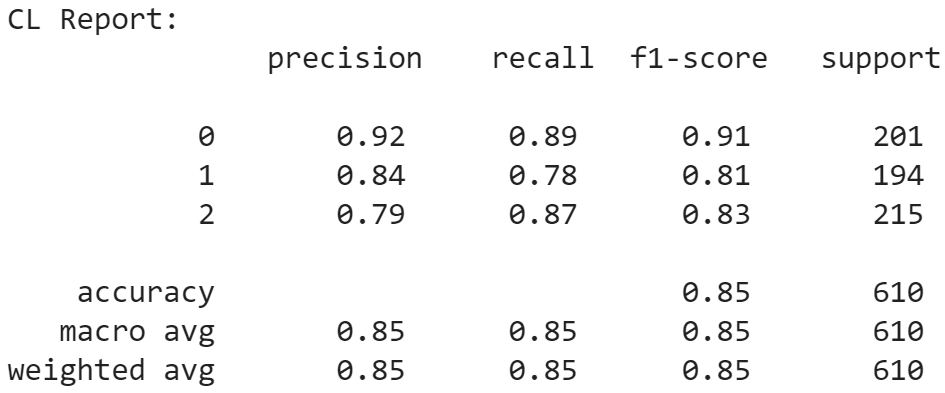 CL Report:
precision recall f1-score support
0 0.92 0.89 0.91 201
1 0.84 0.78 0.81 194
2 0.79 0.87 0.83 215
accuracy 0.85 610
macro avg 0.85 0.85 0.85 610
weighted avg 0.85 0.85 0.85 610